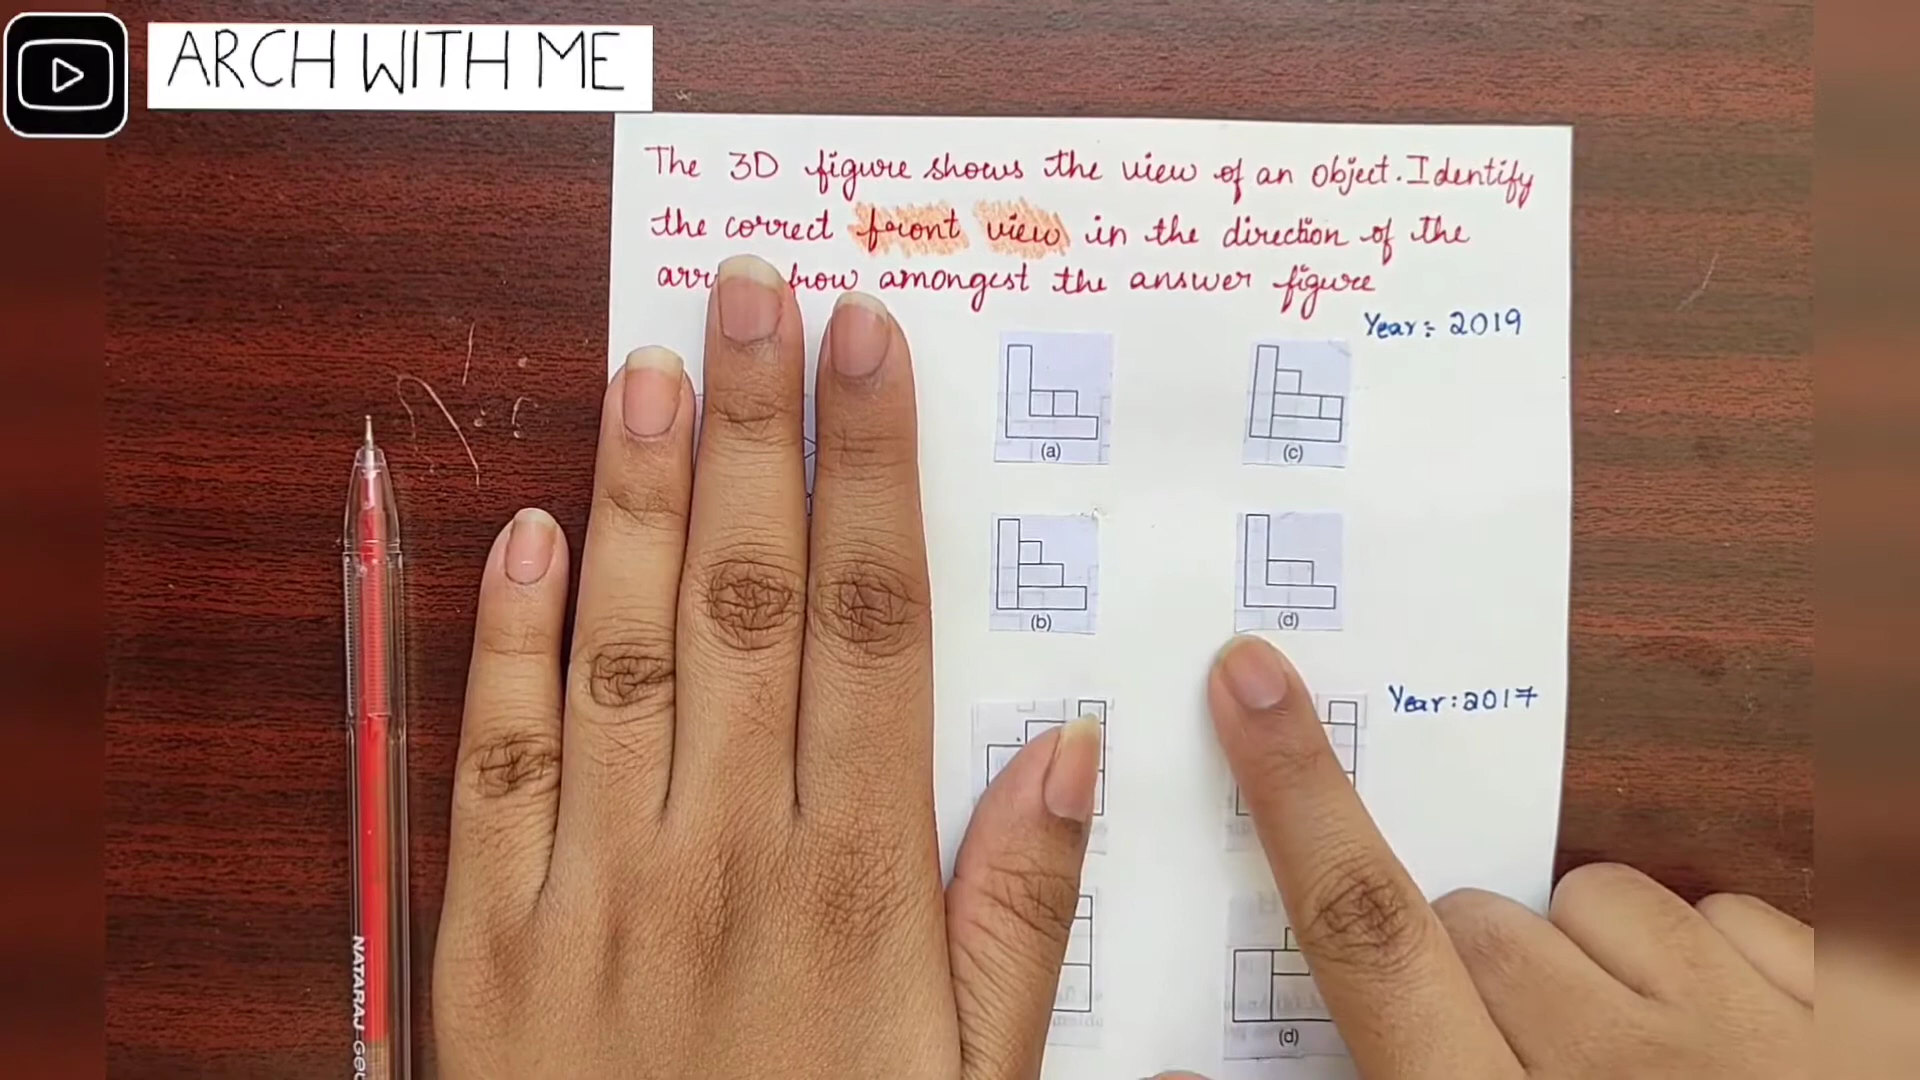 ARCH WITH ME
The 3D figure shows the view of an object. Identify
the correct front view in the direction of the
amongest the answer figure
Year: 2019
(a)
(c)
(b)
(d)
Year: 2017
(d)
NATARAJ